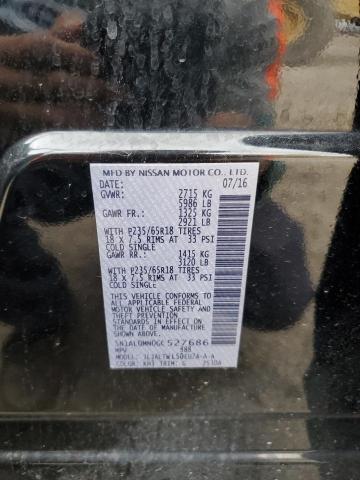 MFD BY NISSAN MOTOR CO., LTD.
DATE: 07/16
GVWR: 2715 KG
5986 LB
GAWR FR: 1325 KG
2921 LB
WITH P235/65R18 TIRES
18 X 7.5 RIMS AT 33 PSI
COLD SINGLE
GAWR RR: 1415 KG
3120 LB
WITH P235/65R18 TIRES
18 X 7.5 RIMS AT 33 PSI
COLD SINGLE
THIS VEHICLE CONFORMS TO
ALL APPLICABLE FEDERAL
MOTOR VEHICLE SAFETY AND
THEFT PREVENTION STANDARDS
IN EFFECT ON THE DATE OF
MANUFACTURE SHOWN ABOVE.
5N1AL0MN0GC527686
MPV
COLOR: KH3 TRIM: G